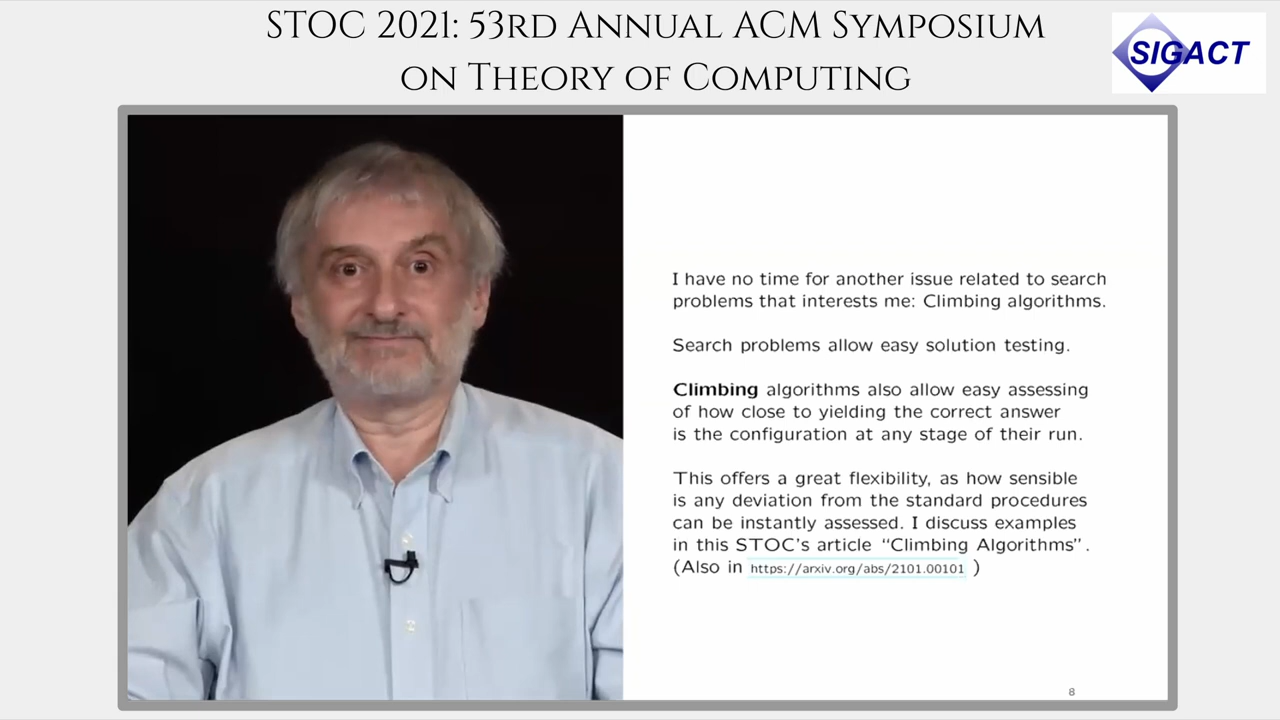 STOC 2021: 53rd Annual ACM Symposium
on Theory of Computing
SIGACT
I have no time for another issue related to search
problems that interests me: Climbing algorithms.
Search problems allow easy solution testing.
Climbing algorithms also allow easy assessing
of how close to yielding the correct answer
is the configuration at any stage of their run.
This offers a great flexibility, as how sensible
is any deviation from the standard procedures
can be instantly assessed. I discuss examples
in this STOC's article “Climbing Algorithms”.
(Also in https://arxiv.org/abs/2101.00101 )
8